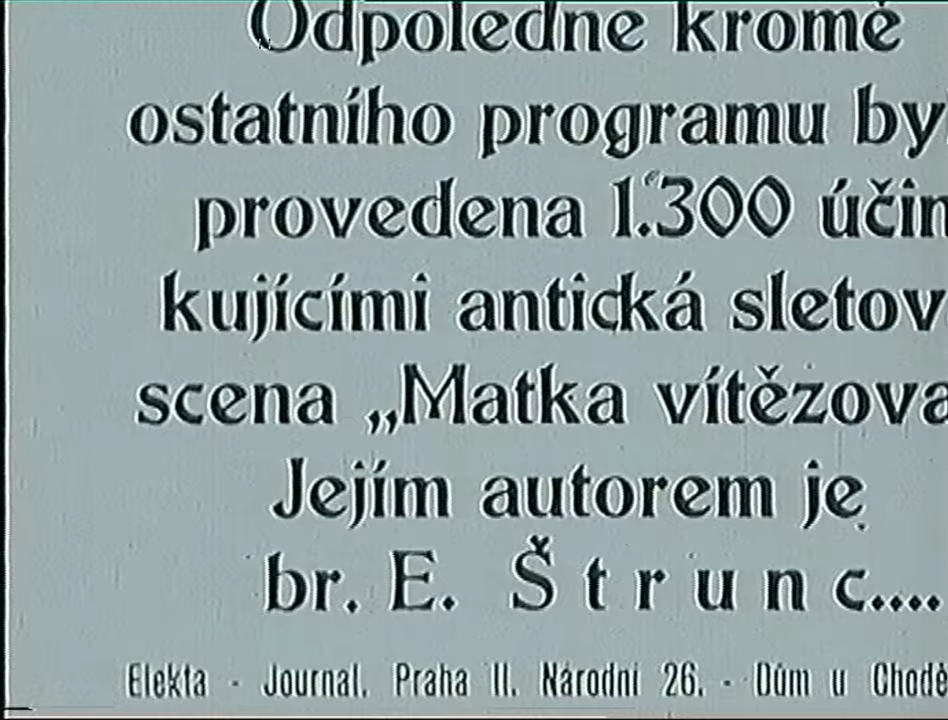 Odpoledne kromě
ostatního programu by
provedena 1.300 účin
kujícími antická sletov
scena „Matka vítězova
Jejím autorem je
br. E. Štrunc....
Elekta - Journal. Praha II. Národní 26. - Dům u Chodě